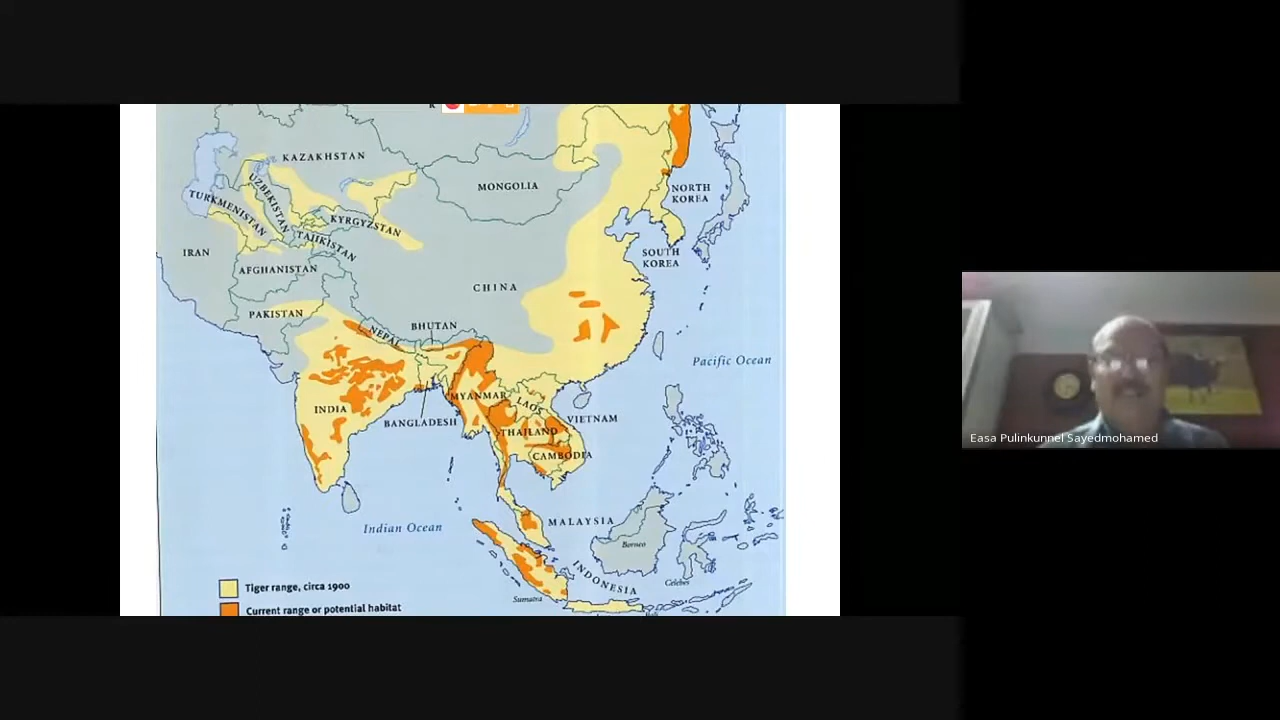 R
KAZAKHSTAN
MONGOLIA
UZBEKISTAN
TURKMENISTAN
NORTH
KOREA
KYRGYZSTAN
TAJIKISTAN
IRAN
SOUTH
KOREA
AFGHANISTAN
CHINA
PAKISTAN
BHUTAN
NEPAL
Pacific Ocean
INDIA
MYANMAR
LAOS
BANGLADESH
VIETNAM
THAILAND
Easa Pulinkunnel Sayedmohamed
CAMBODIA
MALAYSIA
Indian Ocean
Borneo
INDONESIA
Celebes
Tiger range, circa 1900
Sumatra
Current range or potential habitat